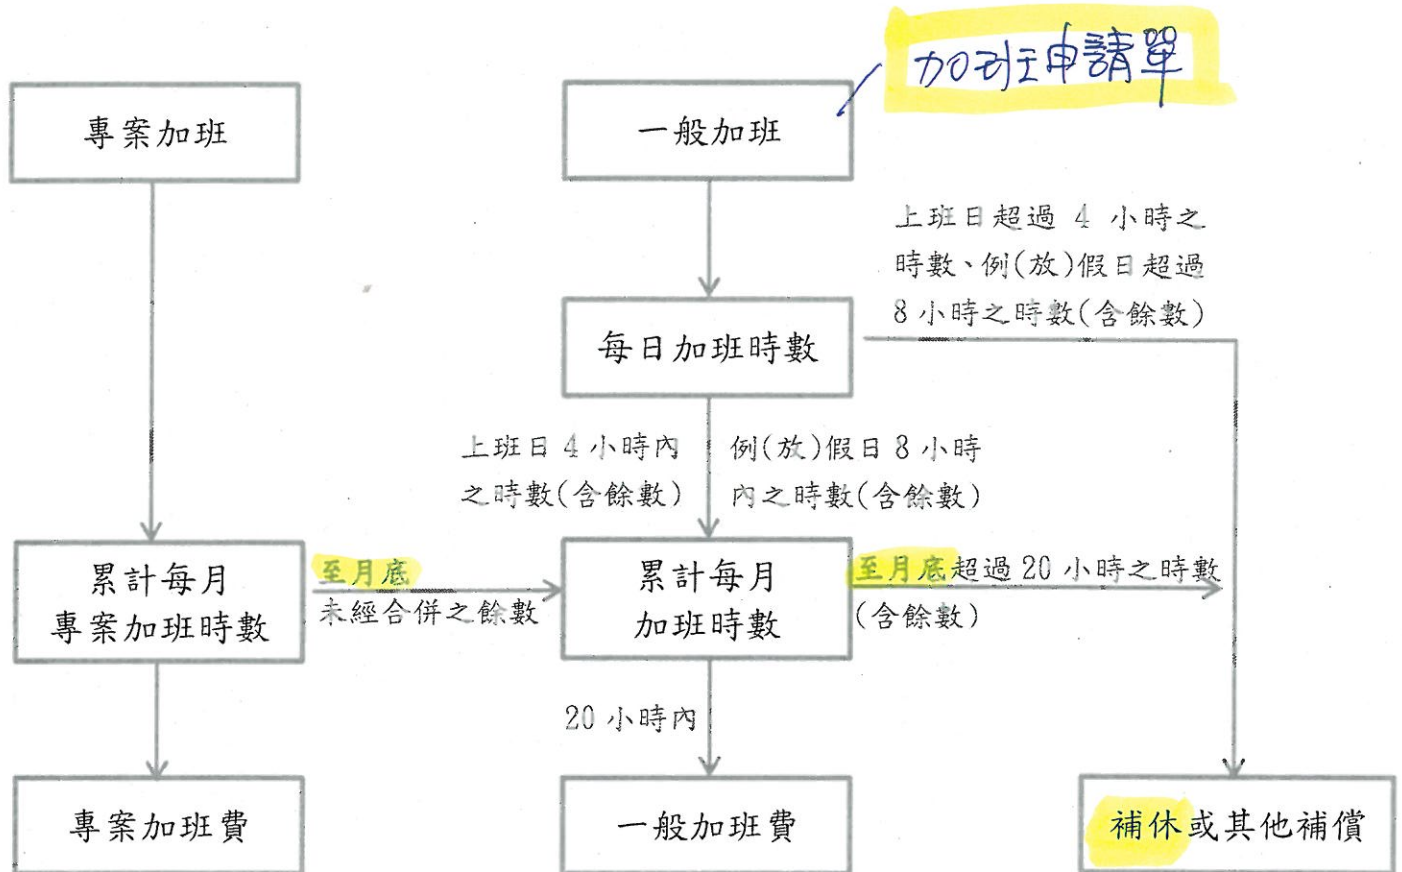 加班申請單
專案加班
一般加班
上班日超過 4 小時之
時數、例(放)假日超過
8 小時之時數(含餘數)
每日加班時數
上班日 4 小時內
之時數(含餘數)
例(放)假日 8 小時
內之時數(含餘數)
累計每月
專案加班時數
至月底
未經合併之餘數
累計每月
加班時數
至月底超過 20 小時之時數
(含餘數)
20 小時內
專案加班費
一般加班費
補休或其他補償